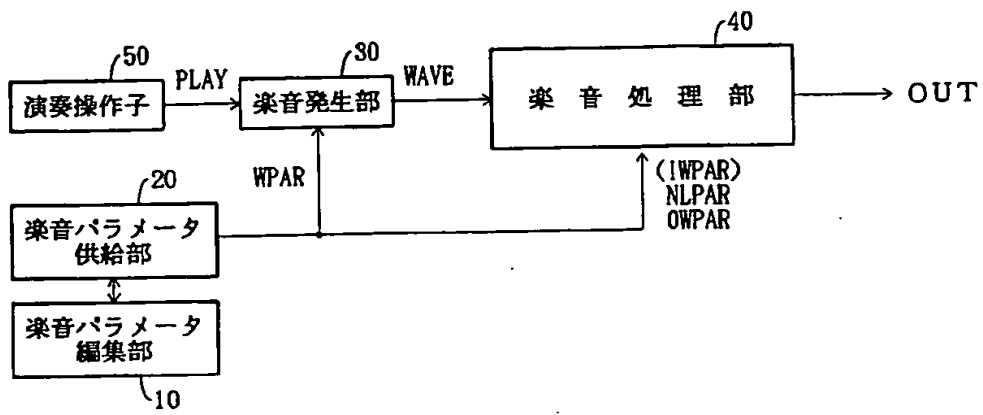 40
50
30
PLAY
WAVE
演奏操作子
楽音発生部
楽音処理部
OUT
WPAR
(IWPAR)
NLPAR
OWPAR
20
楽音パラメータ
供給部
楽音パラメータ
編集部
10